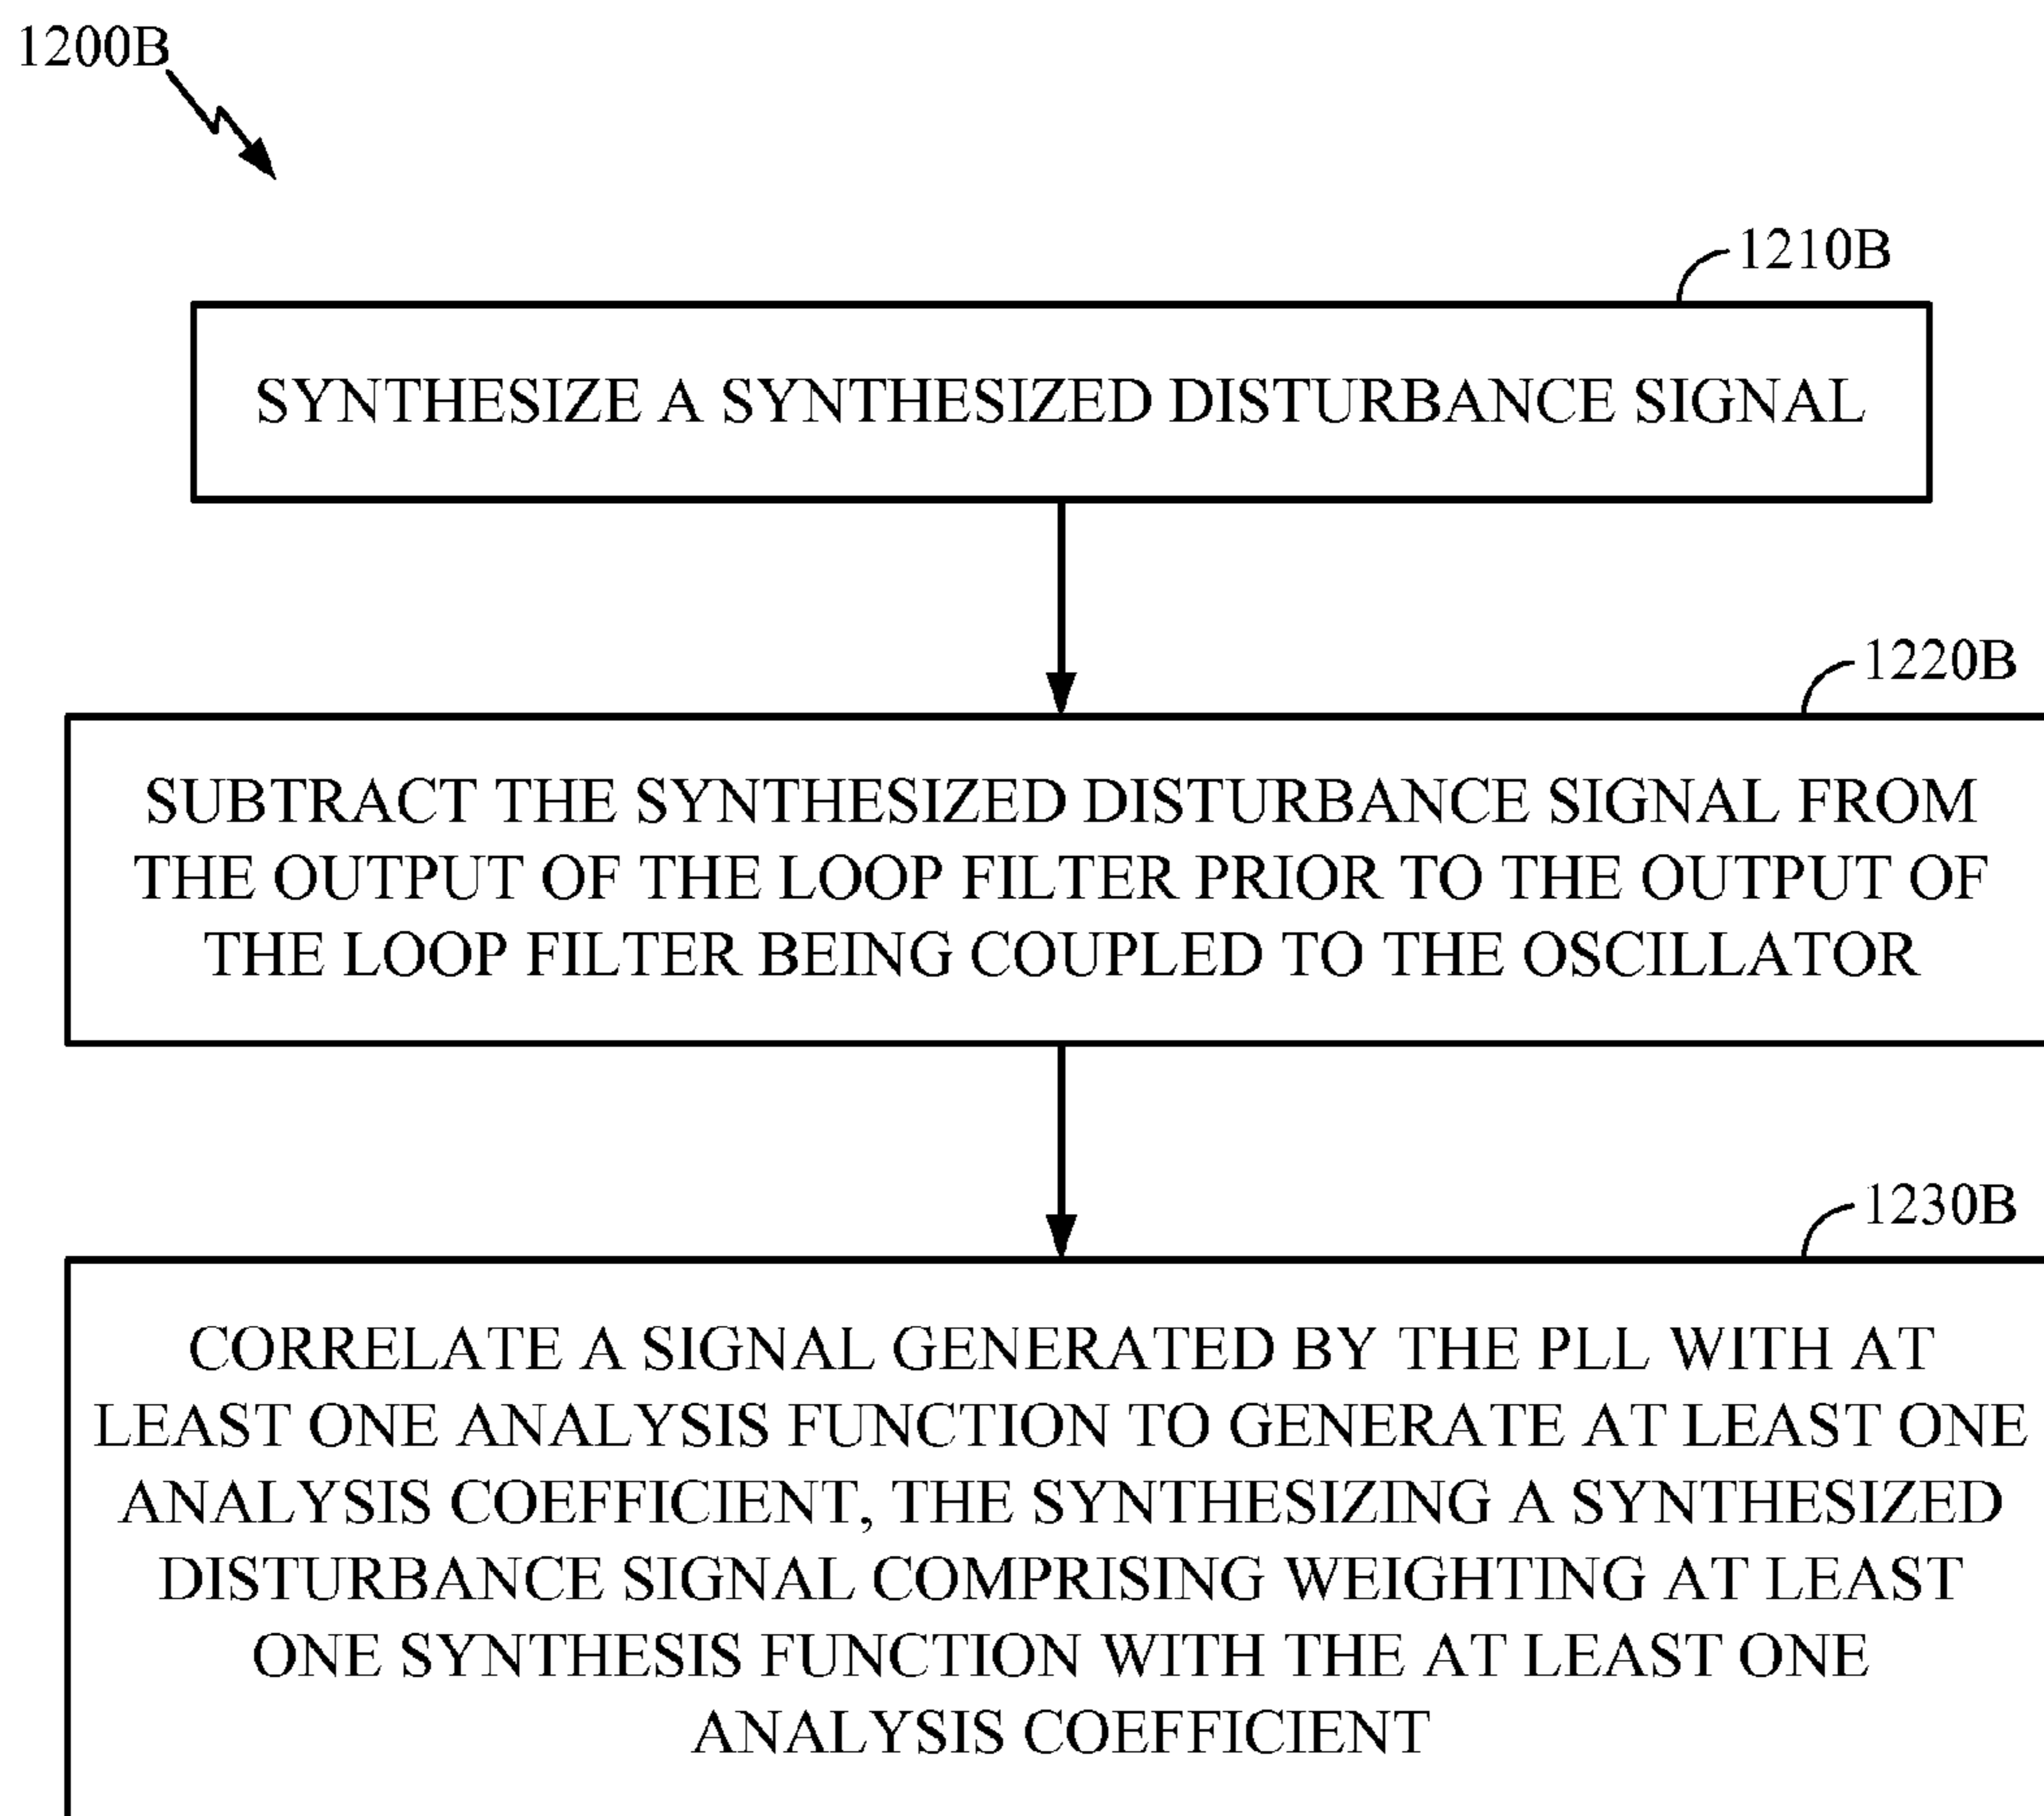 1200B
1210B
SYNTHESIZE A SYNTHESIZED DISTURBANCE SIGNAL
1220B
SUBTRACT THE SYNTHESIZED DISTURBANCE SIGNAL FROM
THE OUTPUT OF THE LOOP FILTER PRIOR TO THE OUTPUT OF
THE LOOP FILTER BEING COUPLED TO THE OSCILLATOR
1230B
CORRELATE A SIGNAL GENERATED BY THE PLL WITH AT
LEAST ONE ANALYSIS FUNCTION TO GENERATE AT LEAST ONE
ANALYSIS COEFFICIENT, THE SYNTHESIZING A SYNTHESIZED
DISTURBANCE SIGNAL COMPRISING WEIGHTING AT LEAST
ONE SYNTHESIS FUNCTION WITH THE AT LEAST ONE
ANALYSIS COEFFICIENT